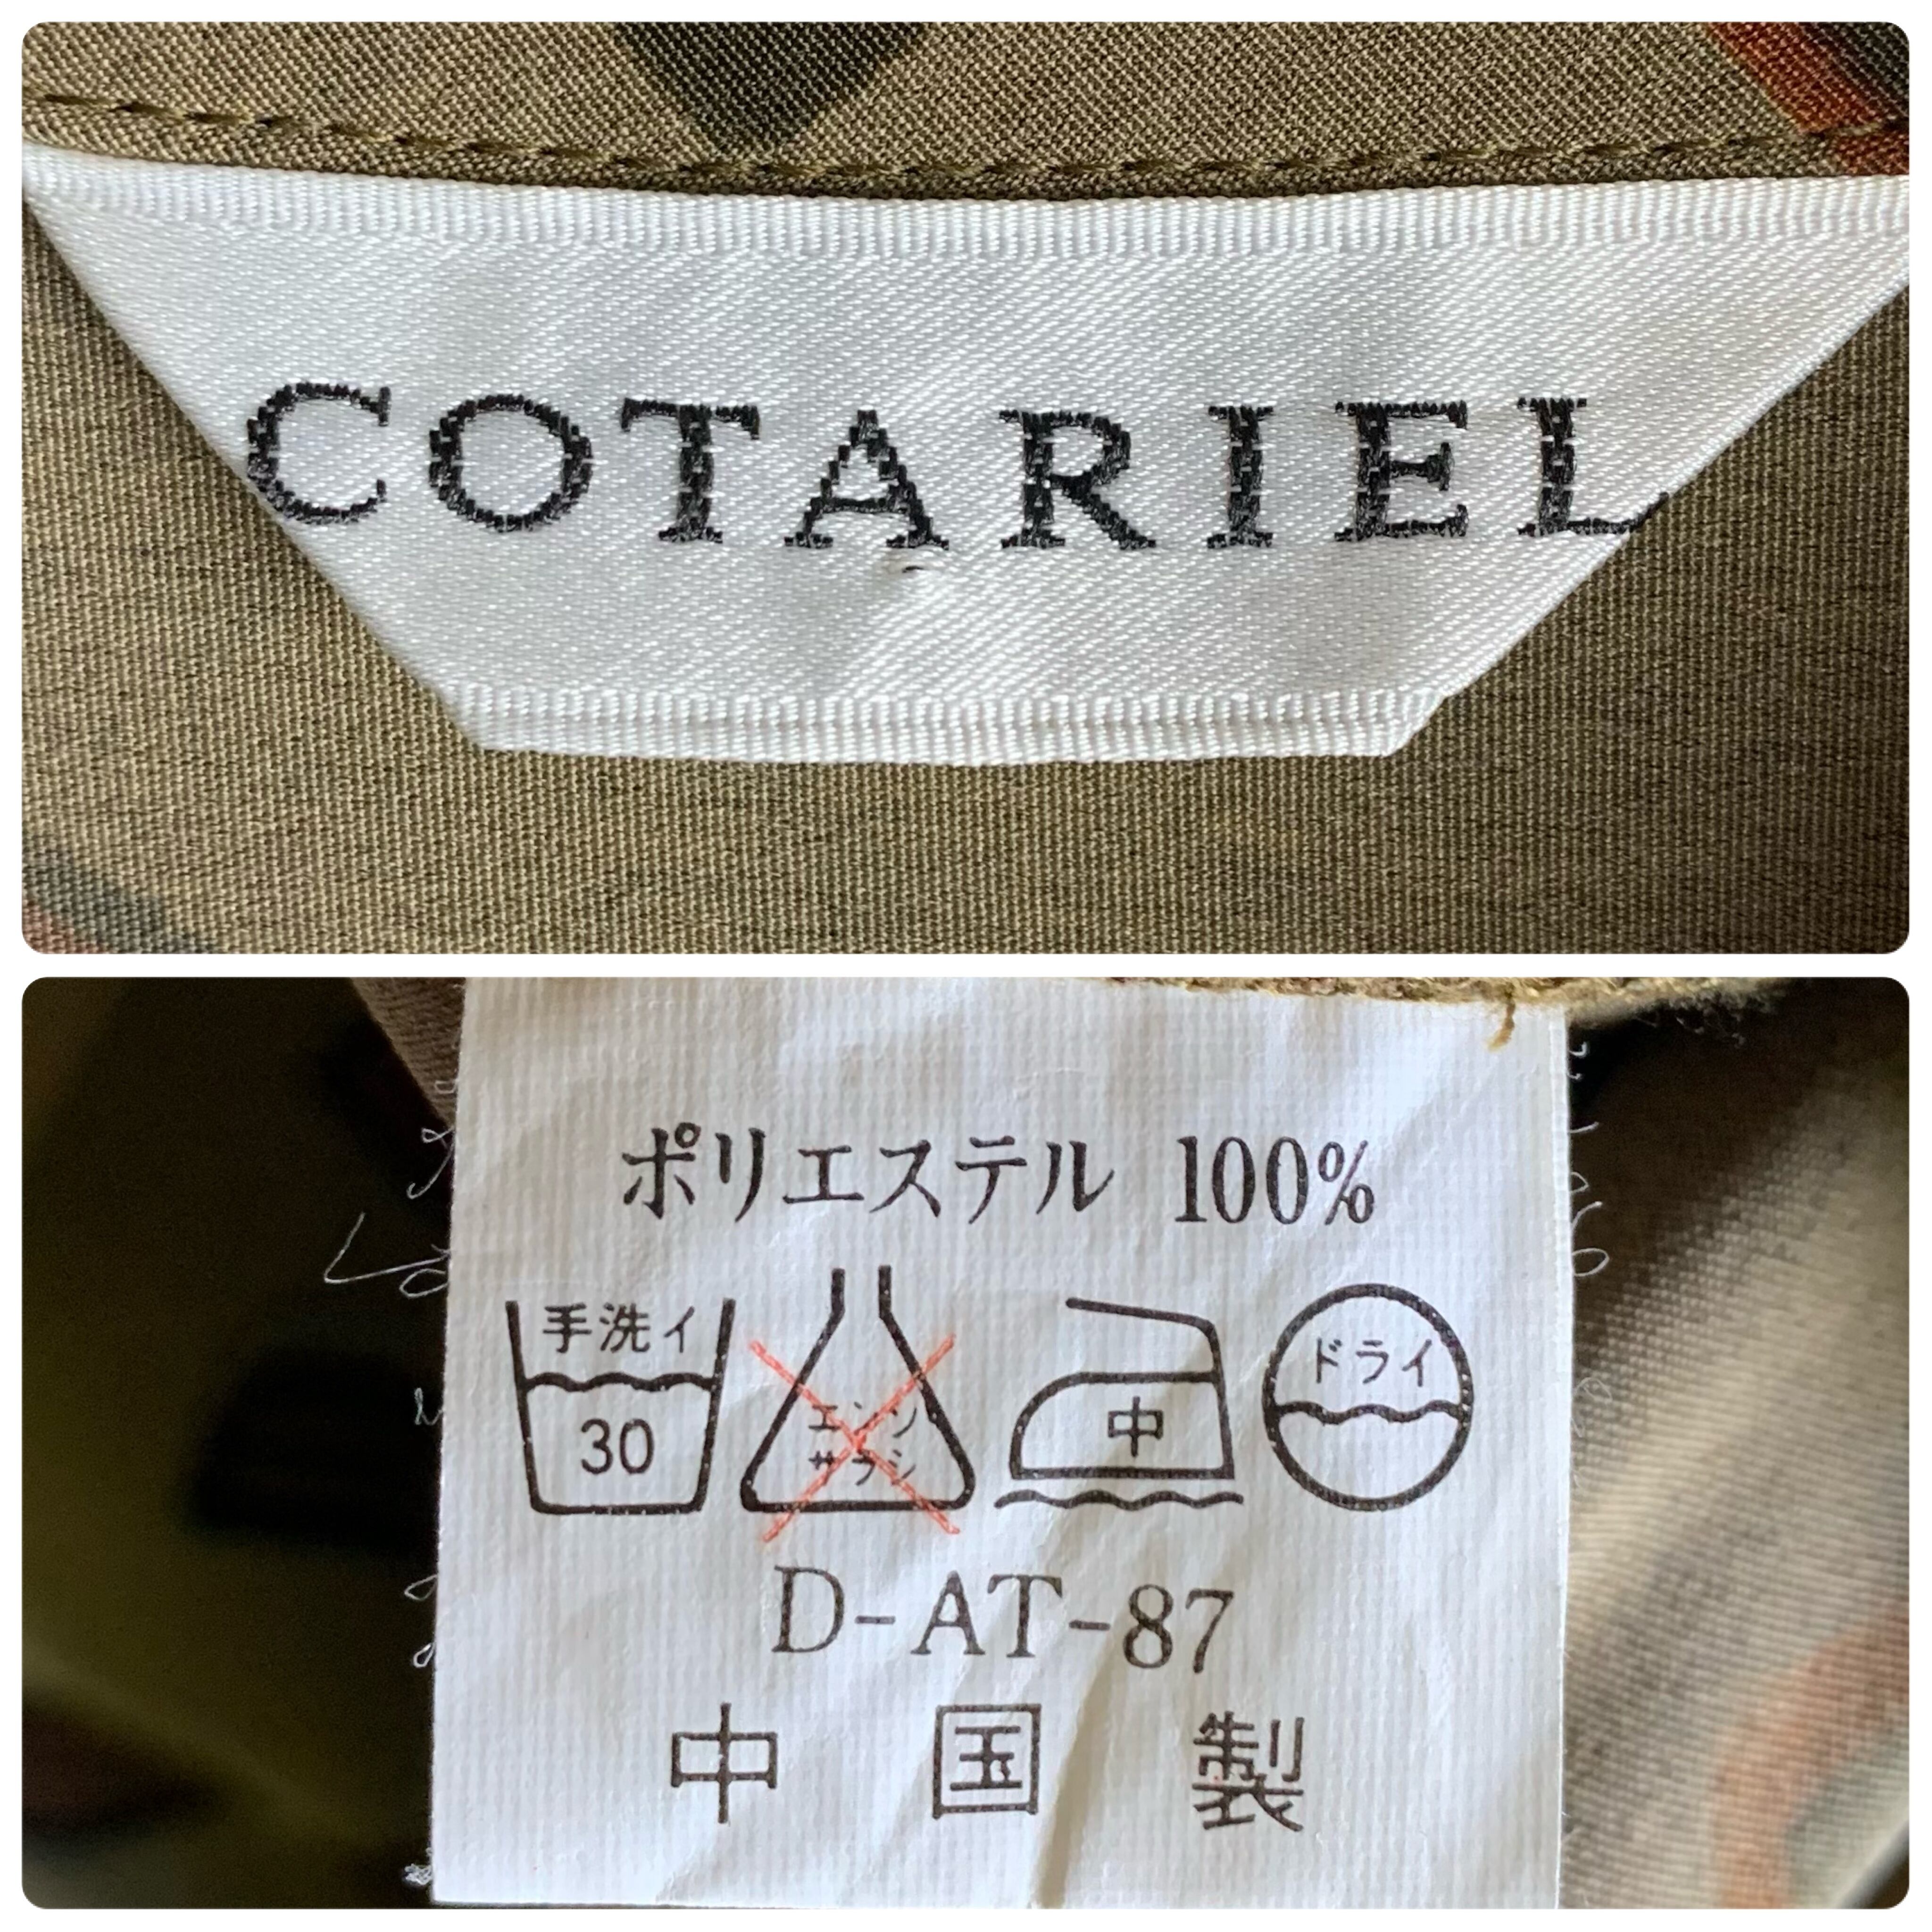 COTARIEL
ポリエステル 100%
手洗イ
30
エンソ
サラシ
中
ドライ
D-AT-87
中国製